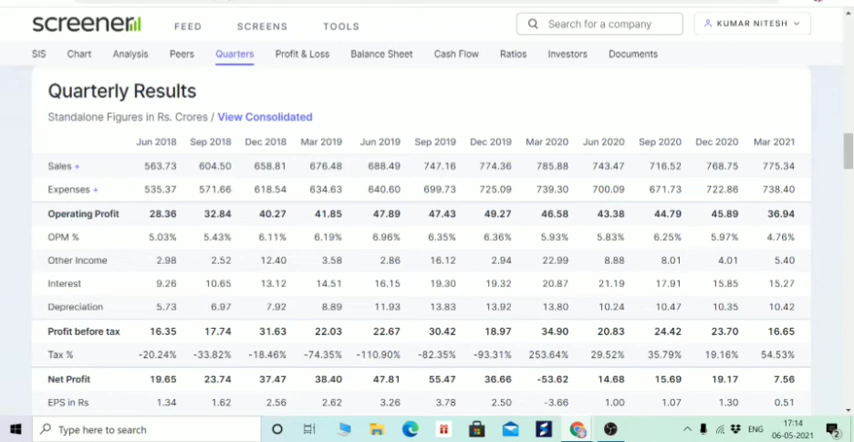 screener
FEED SCREENS TOOLS
Search for a company
KUMAR NITESH
SIS Chart Analysis Peers Quarters Profit & Loss Balance Sheet Cash Flow Ratios Investors Documents
Quarterly Results
Standalone Figures in Rs. Crores / View Consolidated
Jun 2018 Sep 2018 Dec 2018 Mar 2019 Jun 2019 Sep 2019 Dec 2019 Mar 2020 Jun 2020 Sep 2020 Dec 2020 Mar 2021
Sales + 563.73 604.50 658.81 676.48 688.49 747.16 774.36 785.88 743.47 716.52 768.75 775.34
Expenses + 535.37 571.66 618.54 634.63 640.60 699.73 725.09 739.30 700.09 671.73 722.86 738.40
Operating Profit 28.36 32.84 40.27 41.85 47.89 47.43 49.27 46.58 43.38 44.79 45.89 36.94
OPM % 5.03% 5.43% 6.11% 6.19% 6.96% 6.35% 6.36% 5.93% 5.83% 6.25% 5.97% 4.76%
Other Income 2.98 2.52 12.40 3.58 2.86 16.12 2.94 22.99 8.88 8.01 4.01 5.40
Interest 9.26 10.65 13.12 14.51 16.15 19.30 19.32 20.87 21.19 17.91 15.85 15.27
Depreciation 5.73 6.97 7.92 8.89 11.93 13.83 13.92 13.80 10.24 10.47 10.35 10.42
Profit before tax 16.35 17.74 31.63 22.03 22.67 30.42 18.97 34.90 20.83 24.42 23.70 16.65
Tax % -20.24% -33.82% -18.46% -74.35% -110.90% -82.35% -93.31% 253.64% 29.52% 35.79% 19.16% 54.53%
Net Profit 19.65 23.74 37.47 38.40 47.81 55.47 36.66 -53.62 14.68 15.69 19.17 7.56
EPS in Rs 1.34 1.62 2.56 2.62 3.26 3.78 2.50 -3.66 1.00 1.07 1.30 0.51
Type here to search
ENG
17:14
06-05-2021
2